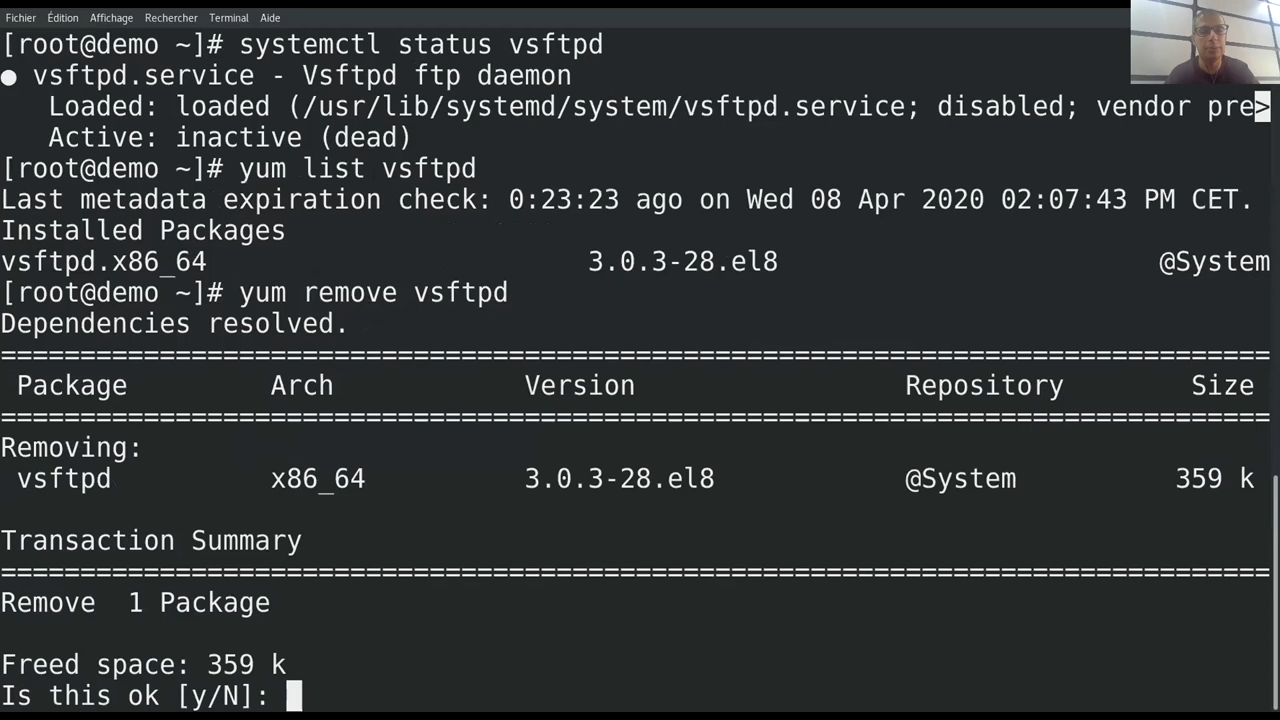 Fichier Édition Affichage Rechercher Terminal Aide
[root@demo ~]# systemctl status vsftpd
● vsftpd.service - Vsftpd ftp daemon
   Loaded: loaded (/usr/lib/systemd/system/vsftpd.service; disabled; vendor pre>
   Active: inactive (dead)
[root@demo ~]# yum list vsftpd
Last metadata expiration check: 0:23:23 ago on Wed 08 Apr 2020 02:07:43 PM CET.
Installed Packages
vsftpd.x86_64 3.0.3-28.el8 @System
[root@demo ~]# yum remove vsftpd
Dependencies resolved.
================================================================================
Package Arch Version Repository Size
================================================================================
Removing:
vsftpd x86_64 3.0.3-28.el8 @System 359 k
Transaction Summary
================================================================================
Remove  1 Package
Freed space: 359 k
Is this ok [y/N]: